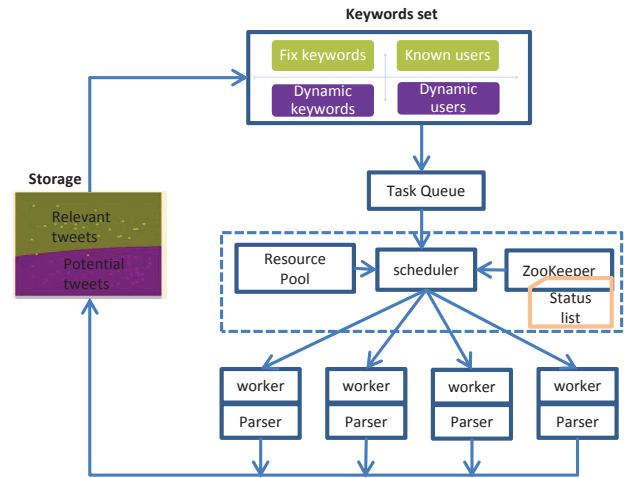 Keywords set
Fix keywords
Known users
Dynamic
keywords
Dynamic
users
Storage
Task Queue
Relevant
tweets
Potential
tweets
Resource
Pool
scheduler
ZooKeeper
Status
list
worker
worker
worker
worker
Parser
Parser
Parser
Parser